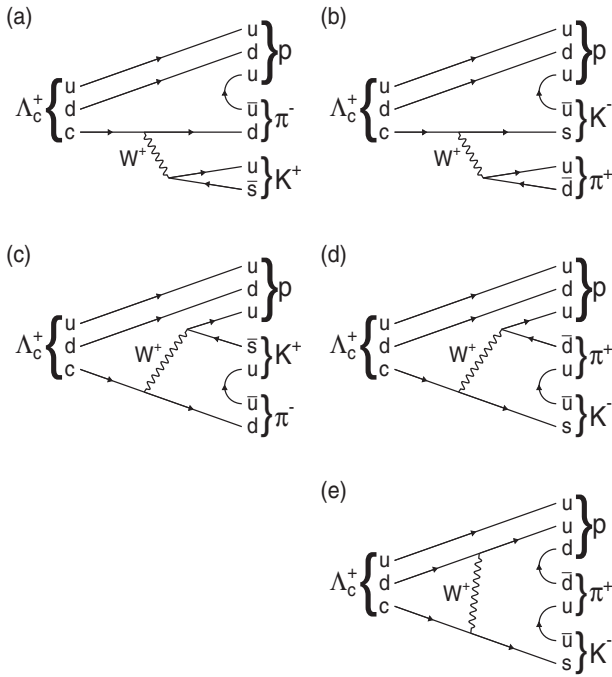 (a)
u
d
u
} p
Λc+ {
u
d
c
ū
d
} π-
W+
u
s̄
} K+
(b)
u
d
u
} p
Λc+ {
u
d
c
ū
s
} K-
W+
u
d̄
} π+
(c)
u
d
u
} p
Λc+ {
u
d
c
W+
s̄
u
} K+
ū
d
} π-
(d)
u
d
u
} p
Λc+ {
u
d
c
W+
d̄
u
} π+
ū
s
} K-
(e)
u
u
d
} p
Λc+ {
u
d
c
W+
d̄
u
} π+
ū
s
} K-